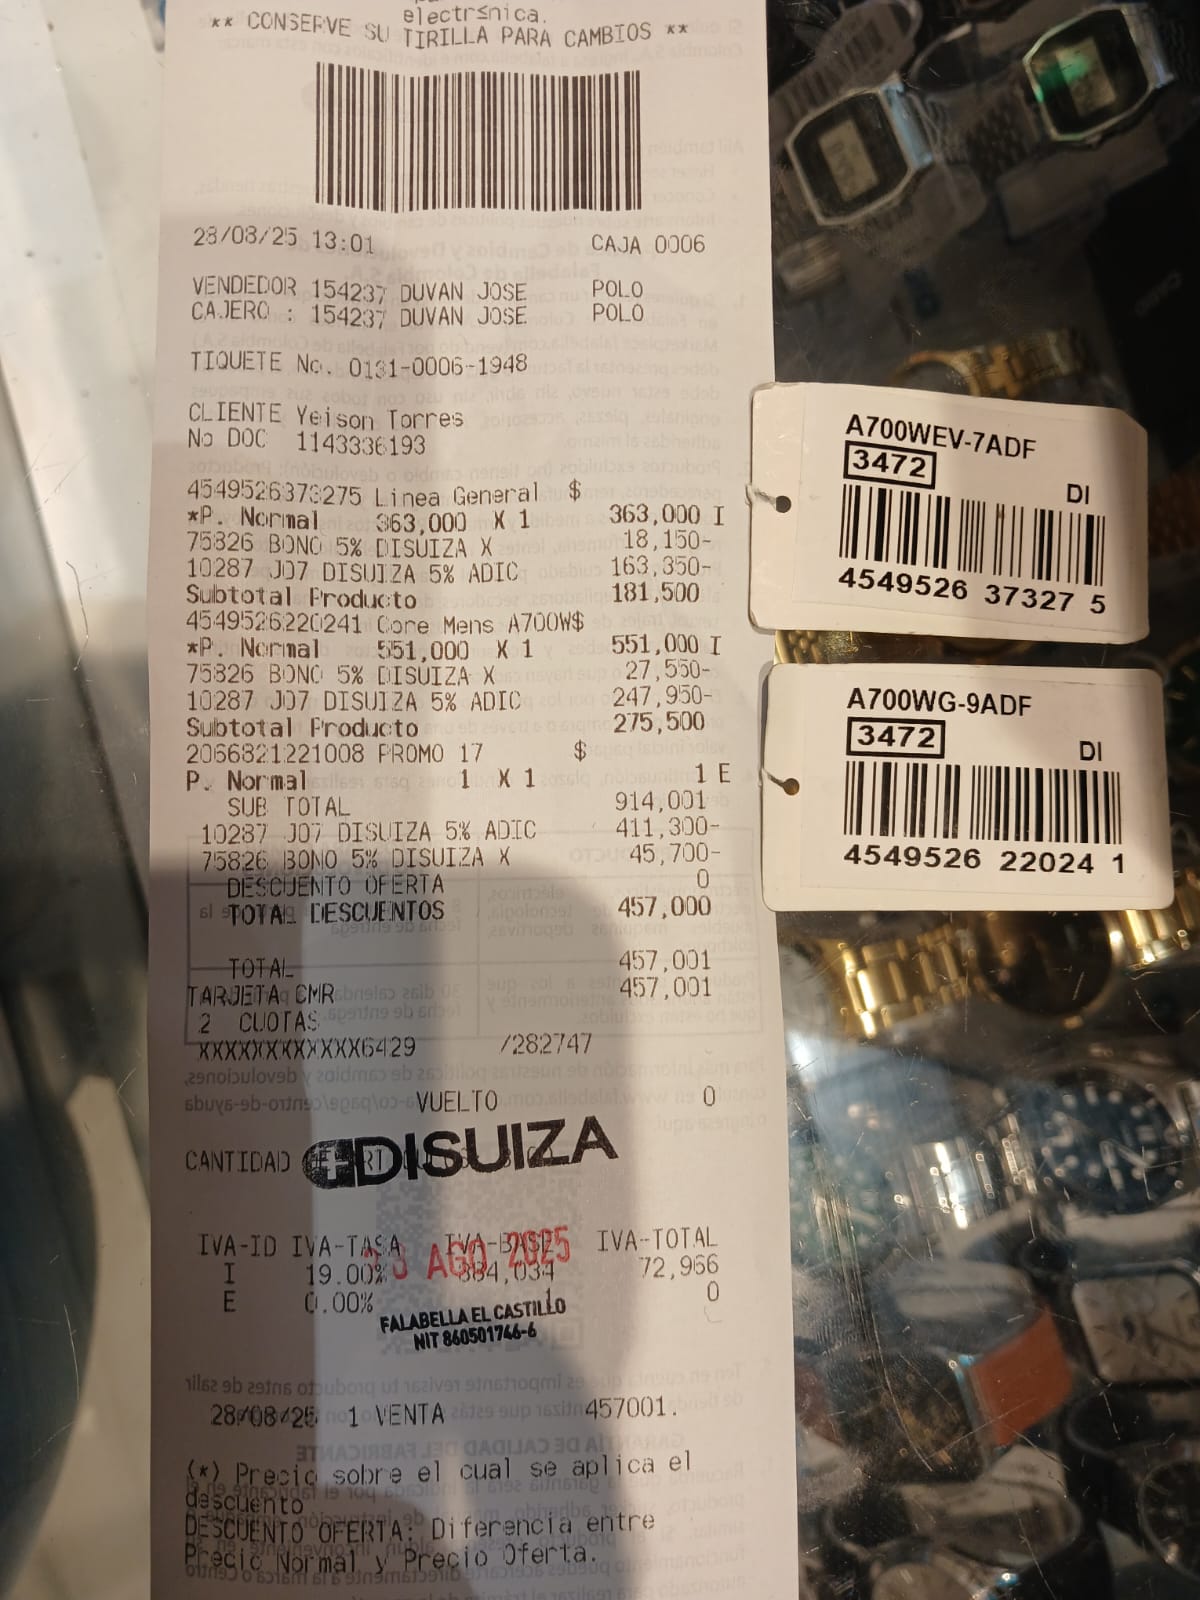 electrSnica.
** CONSERVE SU TIRILLA PARA CAMBIOS **
28/08/25 13:01 CAJA 0006
VENDEDOR 154237 DUVAN JOSE POLO
CAJERO : 154237 DUVAN JOSE POLO
TIQUETE No. 0131-0006-1948
CLIENTE Yeison Torres
No DOC 1143336193
4549526373275 Linea General $
*P. Normal 363,000 X 1 363,000 I
75826 BONO 5% DISUIZA X 18,150-
10287 J07 DISUIZA 5% ADIC 163,350-
Subtotal Producto 181,500
4549526220241 Core Mens A700W$
*P. Normal 551,000 X 1 551,000 I
75826 BONO 5% DISUIZA X 27,550-
10287 J07 DISUIZA 5% ADIC 247,950-
Subtotal Producto 275,500
2066821221008 PROMO 17 $
P. Normal 1 X 1 1 E
SUB TOTAL 914,001
10287 J07 DISUIZA 5% ADIC 411,300-
75826 BONO 5% DISUIZA X 45,700-
DESCUENTO OFERTA 0
TOTAL DESCUENTOS 457,000
TOTAL 457,001
TARJETA CMR 457,001
2 CUOTAS
XXXXXXXXXXXX6429 /282747
VUELTO 0
CANTIDAD
DISUIZA
IVA-ID IVA-TASA IVA-BASE IVA-TOTAL
I 19.00% 384,034 72,966
E 0.00% 1 0
AGO 2025
FALABELLA EL CASTILLO
NIT 860501746-6
28/08/25 1 VENTA 457001.
(*) Precio sobre el cual se aplica el
descuento
DESCUENTO OFERTA: Diferencia entre
Precio Normal y Precio Oferta.
A700WEV-7ADF
3472
DI
4549526 37327 5
A700WG-9ADF
3472
DI
4549526 22024 1